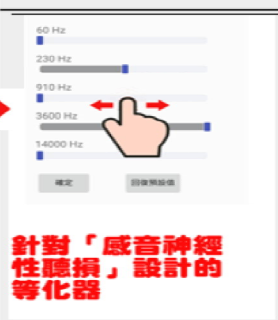 60 Hz
230 Hz
910 Hz
3600 Hz
14000 Hz
確定
回復預設值
針對「感音神經
性聽損」設計的
等化器